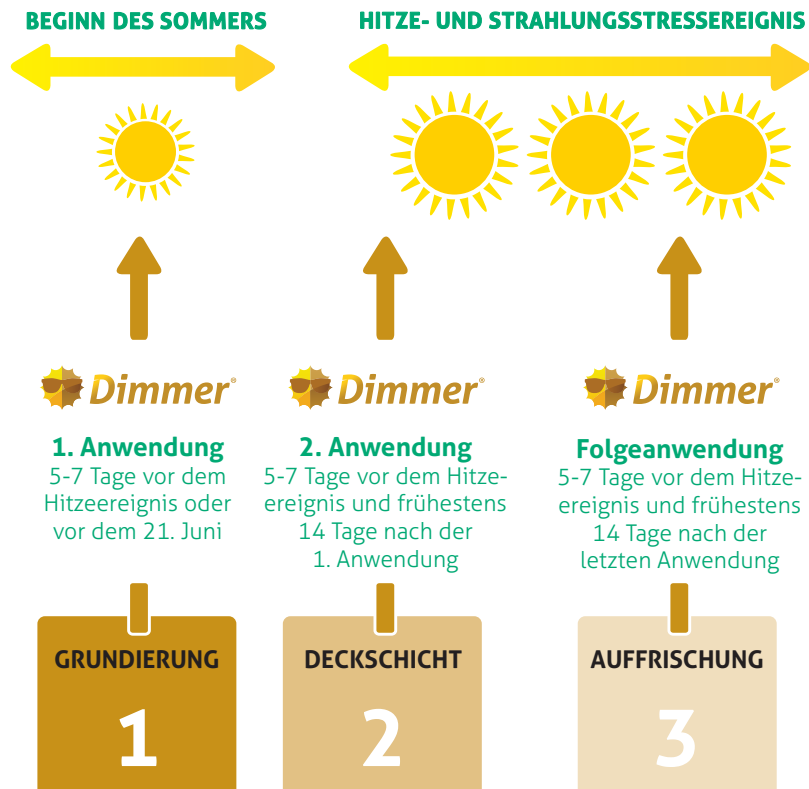 BEGINN DES SOMMERS
HITZE- UND STRAHLUNGSSTRESSEREIGNIS
Dimmer®
1. Anwendung
5-7 Tage vor dem
Hitzeereignis oder
vor dem 21. Juni
GRUNDIERUNG
1
Dimmer®
2. Anwendung
5-7 Tage vor dem Hitze-
ereignis und frühestens
14 Tage nach der
1. Anwendung
DECKSCHICHT
2
Dimmer®
Folgeanwendung
5-7 Tage vor dem Hitze-
ereignis und frühestens
14 Tage nach der
letzten Anwendung
AUFFRISCHUNG
3